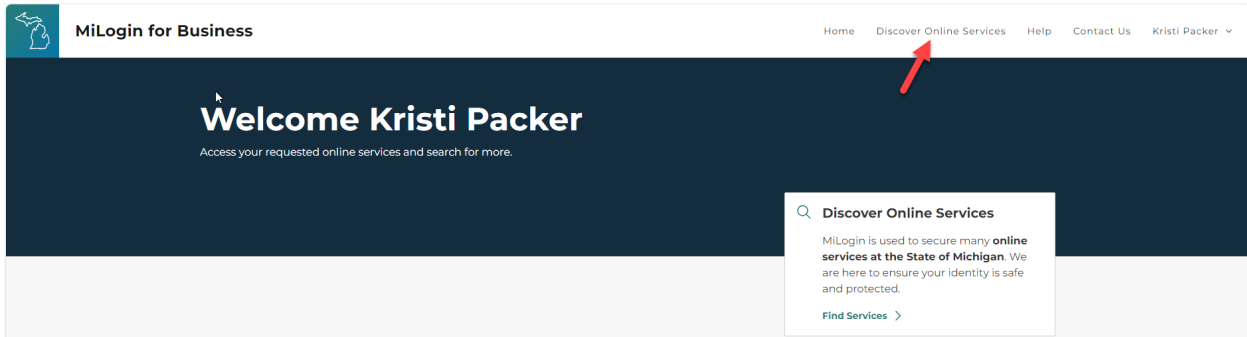 MiLogin for Business
Home Discover Online Services Help Contact Us Kristi Packer
Welcome Kristi Packer
Access your requested online services and search for more.
Discover Online Services
MiLogin is used to secure many online
services at the State of Michigan. We
are here to ensure your identity is safe
and protected.
Find Services